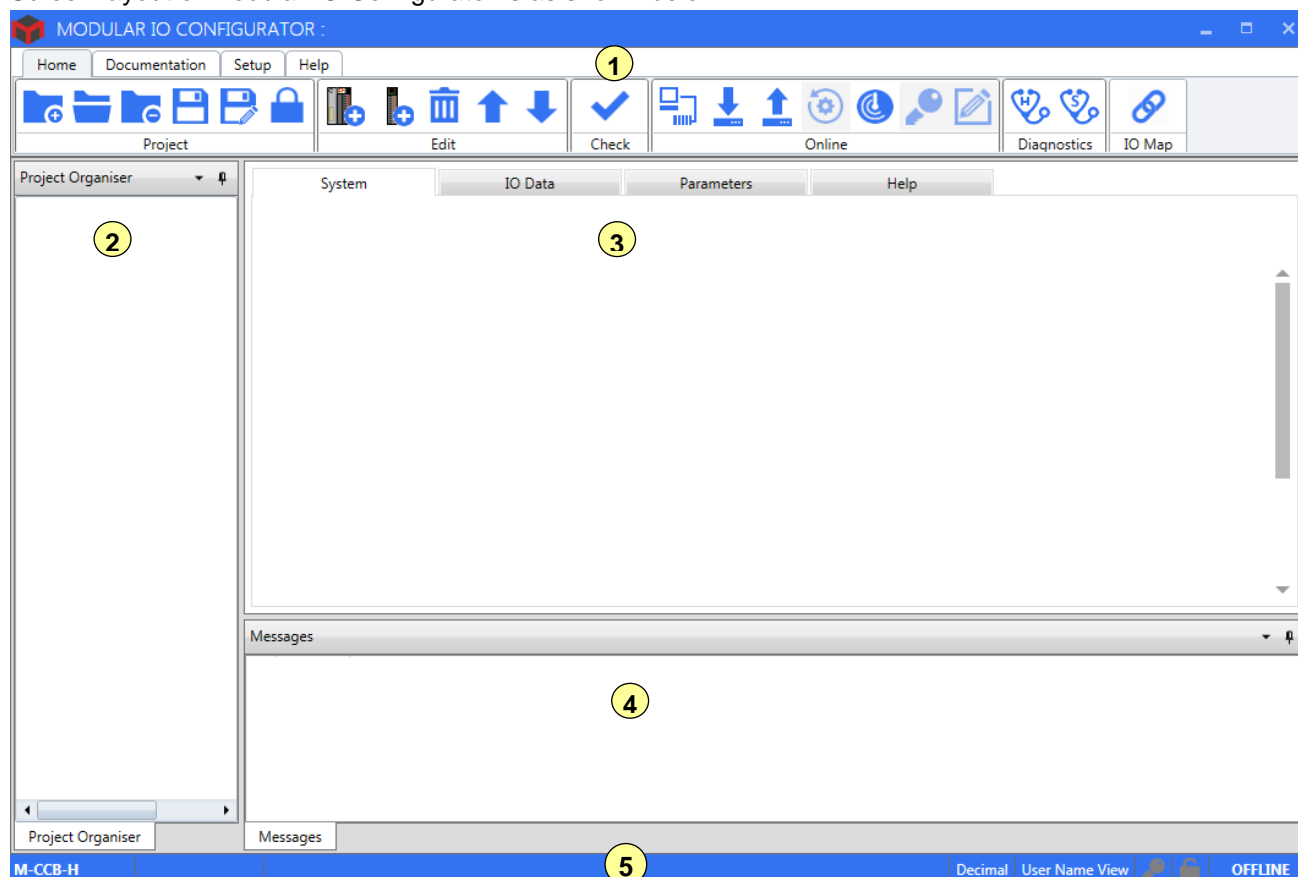 MODULAR IO CONFIGURATOR :
Home Documentation Setup Help
1
H S
Project Edit Check Online Diagnostics IO Map
Project Organiser
System IO Data Parameters Help
2
3
Messages
4
Project Organiser Messages
5
M-CCB-H Decimal User Name View OFFLINE